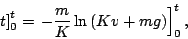 t]_0^t = -\frac{m}{K} \ln (Kv + mg) \Big]_0^t ,